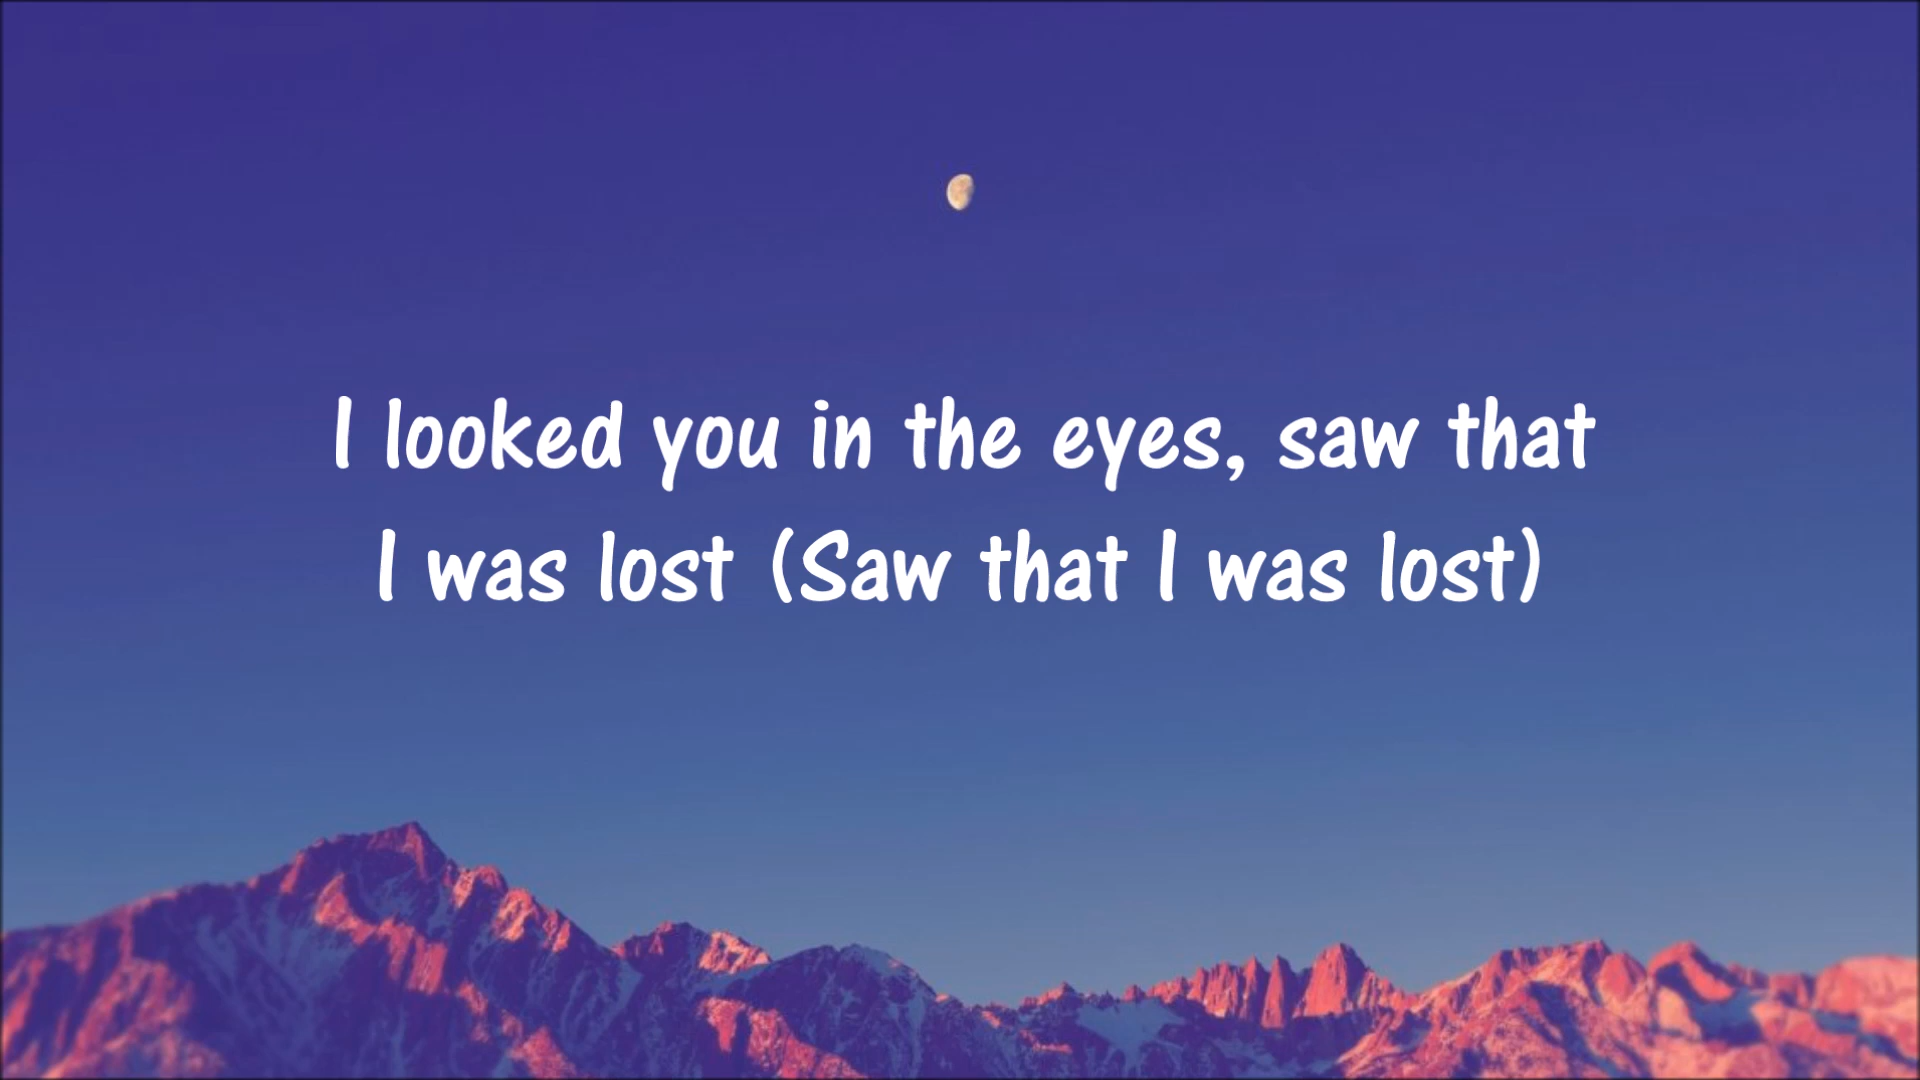 I looked you in the eyes, saw that
I was lost (Saw that I was lost)